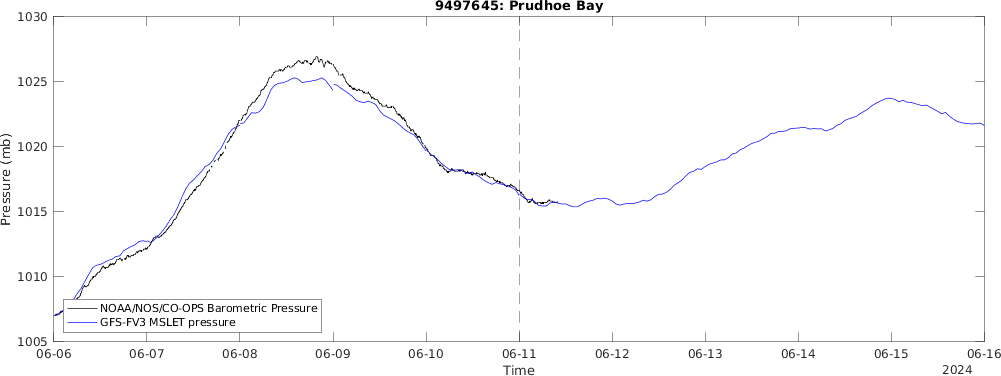 9497645: Prudhoe Bay
Pressure (mb)
1030
1025
1020
1015
1010
1005
NOAA/NOS/CO-OPS Barometric Pressure
GFS-FV3 MSLET pressure
06-06 06-07 06-08 06-09 06-10 06-11 06-12 06-13 06-14 06-15 06-16
Time
2024